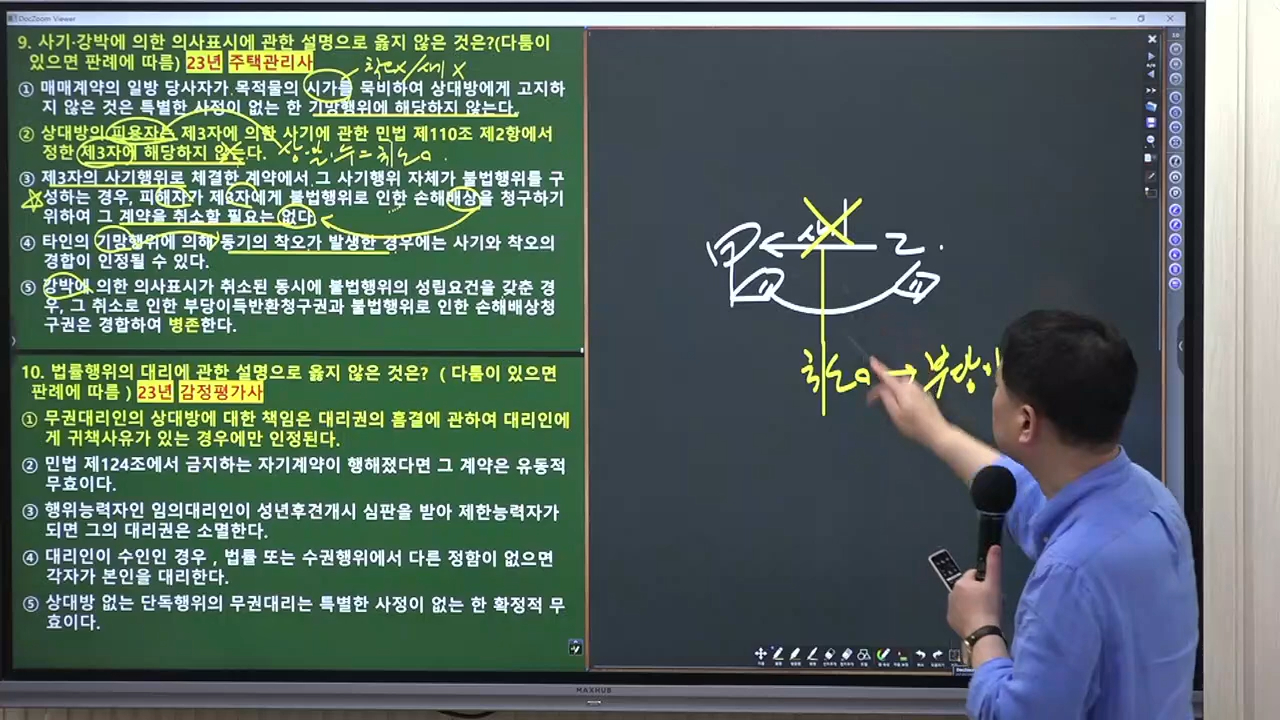 DocZoom Viewer
9. 사기·강박에 의한 의사표시에 관한 설명으로 옳지 않은 것은?(다툼이
있으면 판례에 따름) 23년 주택관리사
① 매매계약의 일방 당사자가 목적물의 시가를 묵비하여 상대방에게 고지하
지 않은 것은 특별한 사정이 없는 한 기망행위에 해당하지 않는다.
② 상대방의 피용자는 제3자에 의한 사기에 관한 민법 제110조 제2항에서
정한 제3자에 해당하지 않는다.
③ 제3자의 사기행위로 체결한 계약에서 그 사기행위 자체가 불법행위를 구
성하는 경우, 피해자가 제3자에게 불법행위로 인한 손해배상을 청구하기
위하여 그 계약을 취소할 필요는 없다.
④ 타인의 기망행위에 의해 동기의 착오가 발생한 경우에는 사기와 착오의
경합이 인정될 수 있다.
⑤ 강박에 의한 의사표시가 취소된 동시에 불법행위의 성립요건을 갖춘 경
우, 그 취소로 인한 부당이득반환청구권과 불법행위로 인한 손해배상청
구권은 경합하여 병존한다.
10. 법률행위의 대리에 관한 설명으로 옳지 않은 것은? ( 다툼이 있으면
판례에 따름 ) 23년 감정평가사
① 무권대리인의 상대방에 대한 책임은 대리권의 흠결에 관하여 대리인에
게 귀책사유가 있는 경우에만 인정된다.
② 민법 제124조에서 금지하는 자기계약이 행해졌다면 그 계약은 유동적
무효이다.
③ 행위능력자인 임의대리인이 성년후견개시 심판을 받아 제한능력자가
되면 그의 대리권은 소멸한다.
④ 대리인이 수인인 경우 , 법률 또는 수권행위에서 다른 정함이 없으면
각자가 본인을 대리한다.
⑤ 상대방 없는 단독행위의 무권대리는 특별한 사정이 없는 한 확정적 무
효이다.
甲 乙
취소 → 부당
MAXHUB